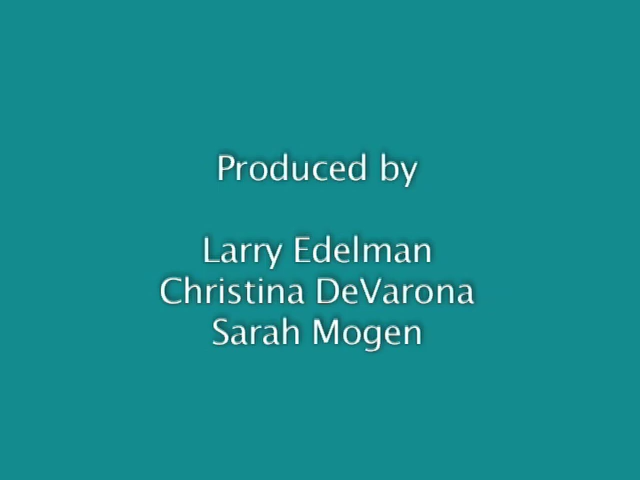 Produced by
Larry Edelman
Christina DeVarona
Sarah Mogen